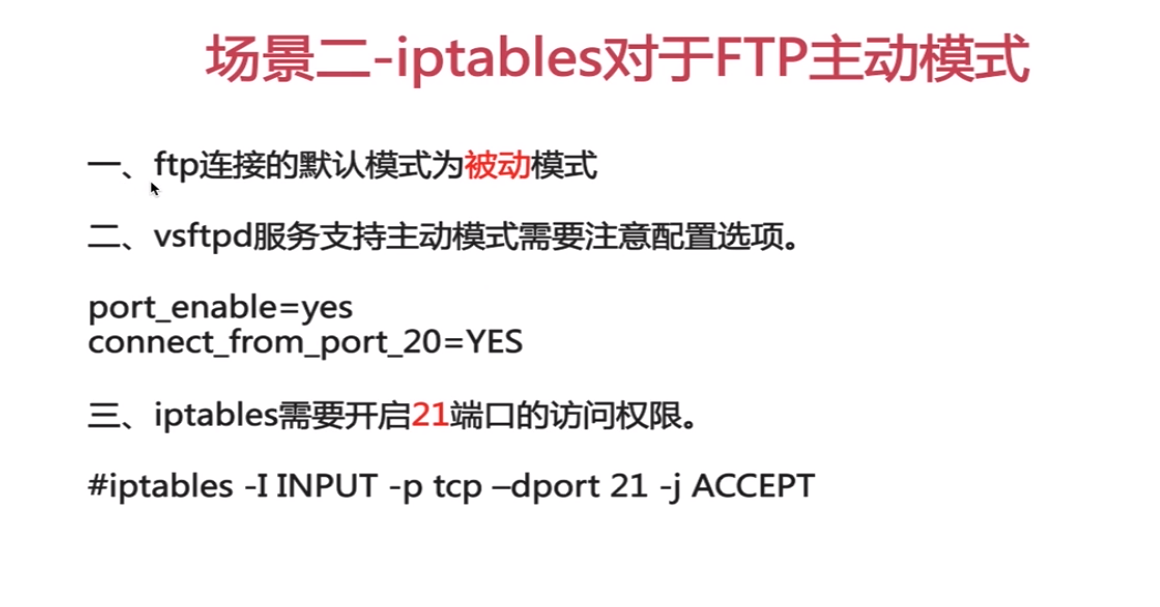 场景二-iptables对于FTP主动模式
一、ftp连接的默认模式为被动模式
二、vsftpd服务支持主动模式需要注意配置选项。
port_enable=yes
connect_from_port_20=YES
三、iptables需要开启21端口的访问权限。
#iptables -I INPUT -p tcp –dport 21 -j ACCEPT